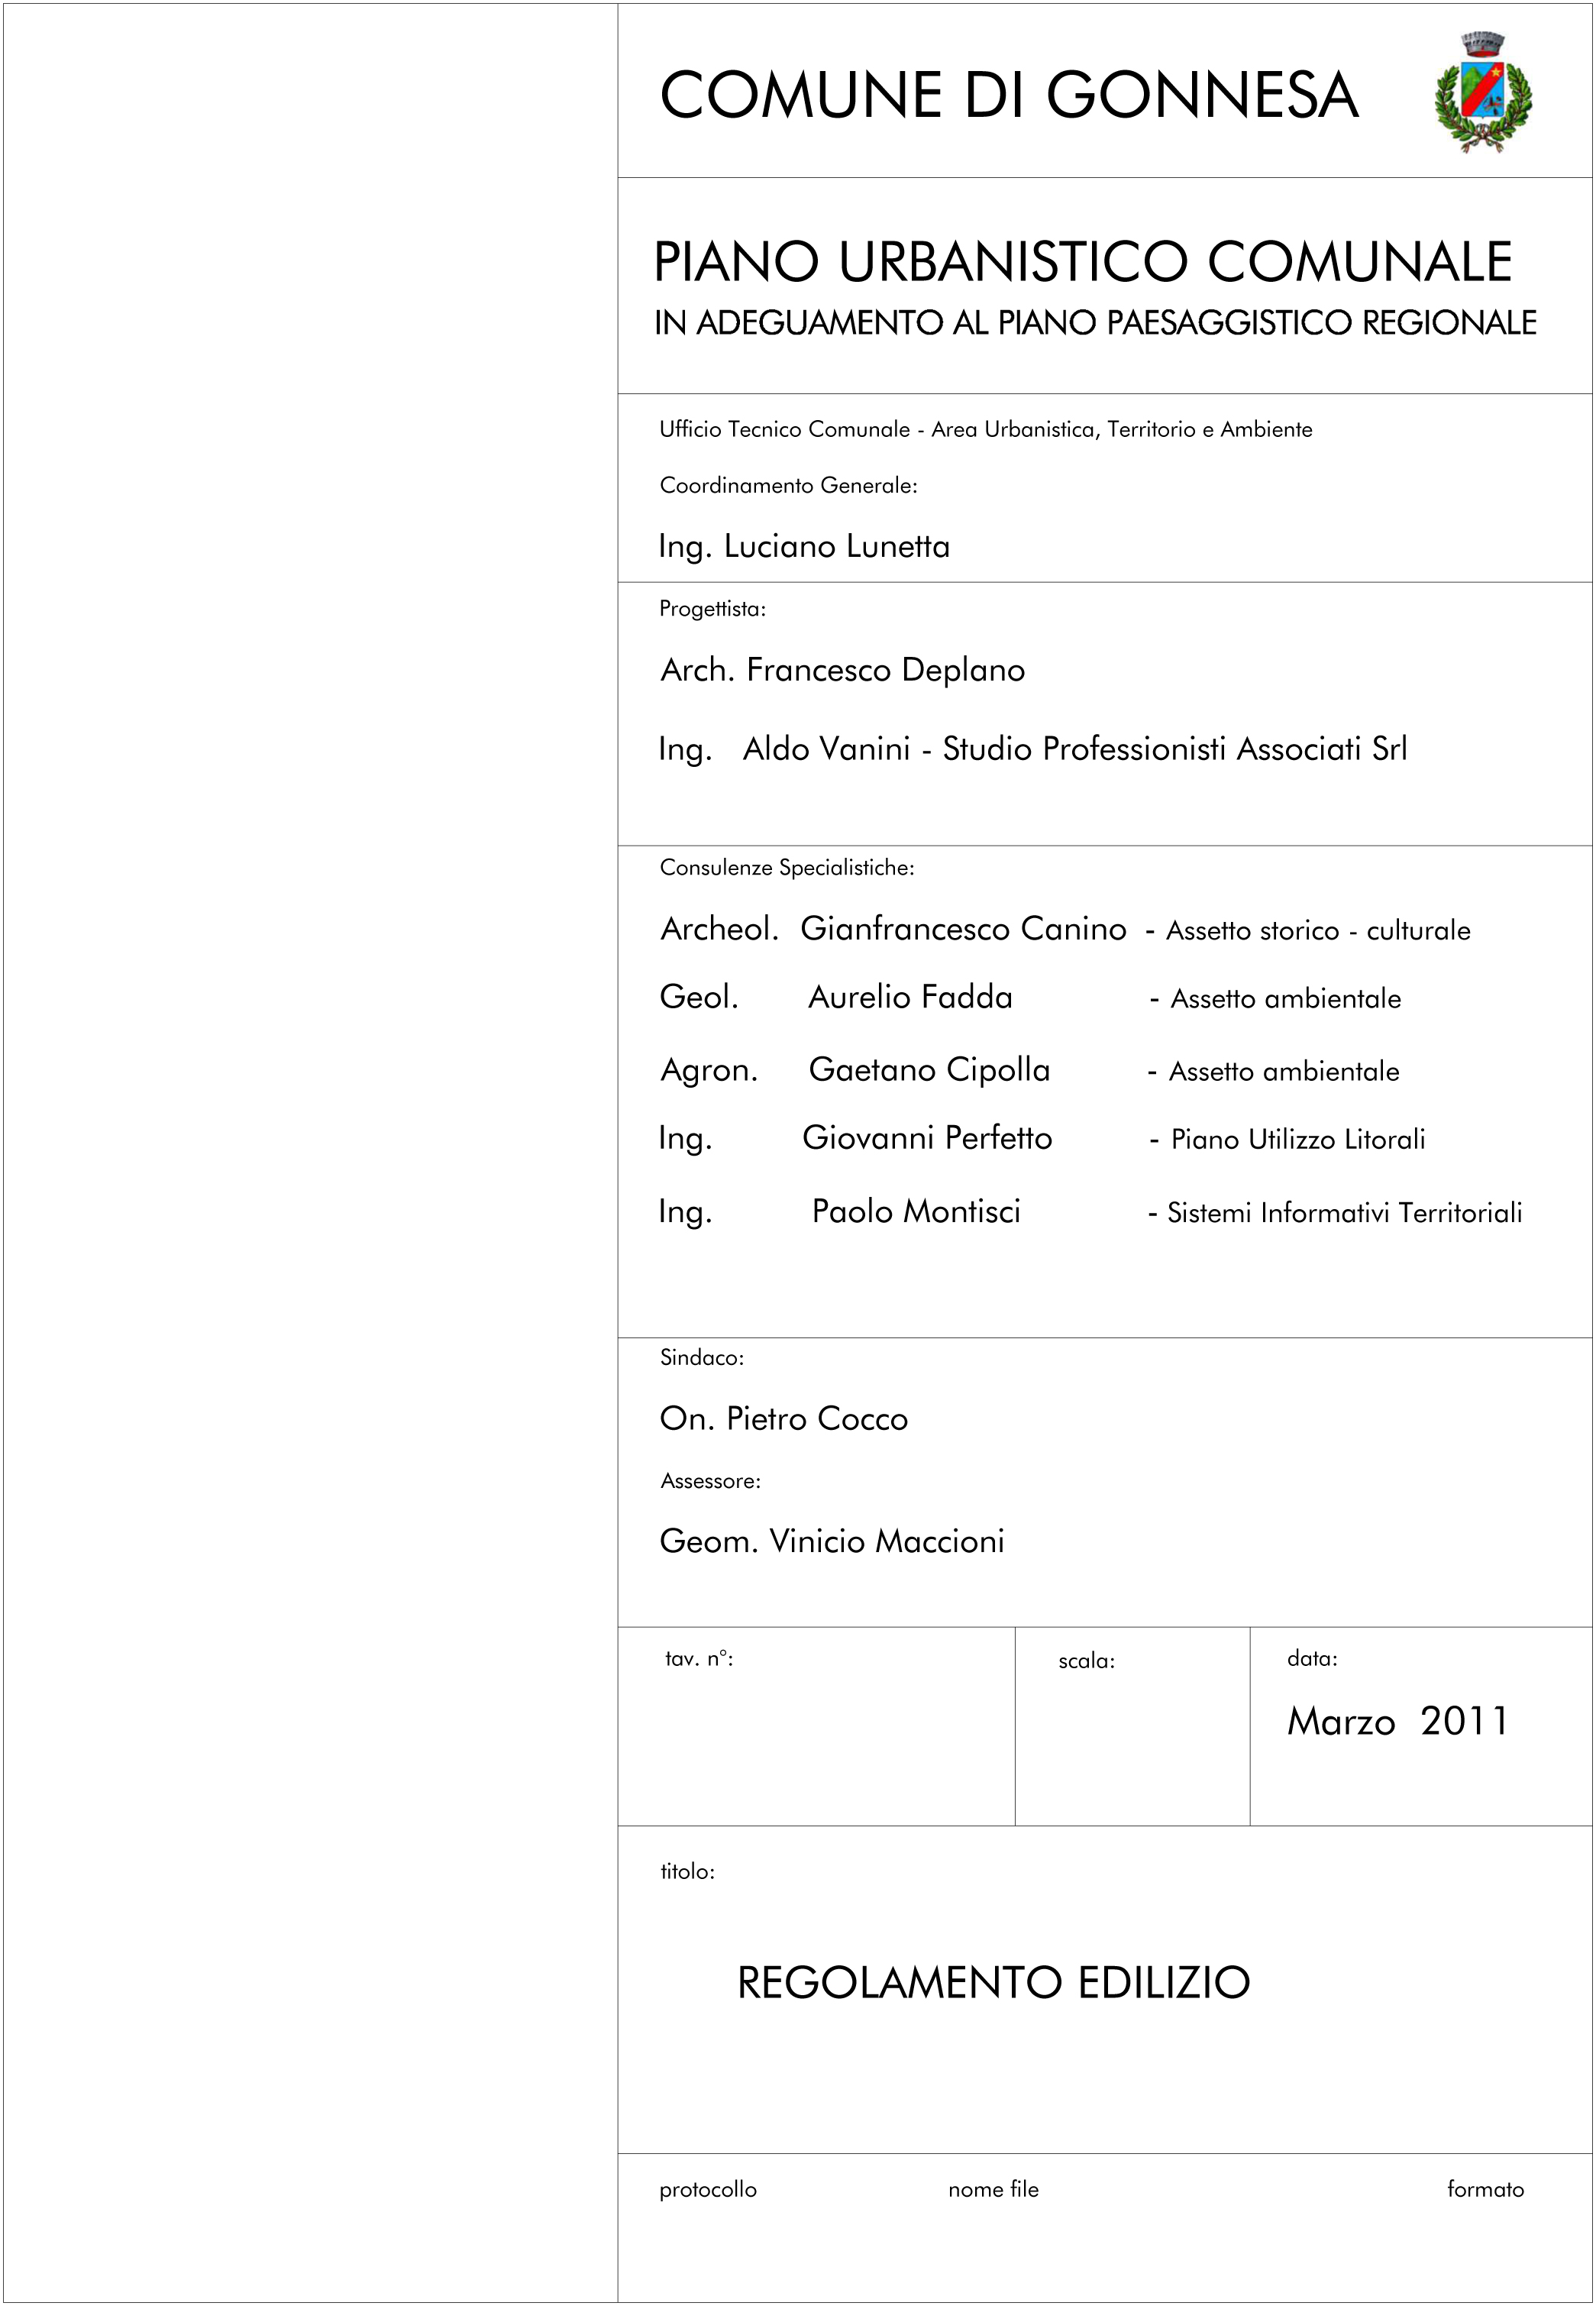 COMUNE DI GONNESA
PIANO URBANISTICO COMUNALE
IN ADEGUAMENTO AL PIANO PAESAGGISTICO REGIONALE
Ufficio Tecnico Comunale - Area Urbanistica, Territorio e Ambiente
Coordinamento Generale:
Ing. Luciano Lunetta
Progettista:
Arch. Francesco Deplano
Ing. Aldo Vanini - Studio Professionisti Associati Srl
Consulenze Specialistiche:
Archeol. Gianfrancesco Canino - Assetto storico - culturale
Geol. Aurelio Fadda - Assetto ambientale
Agron. Gaetano Cipolla - Assetto ambientale
Ing. Giovanni Perfetto - Piano Utilizzo Litorali
Ing. Paolo Montisci - Sistemi Informativi Territoriali
Sindaco:
On. Pietro Cocco
Assessore:
Geom. Vinicio Maccioni
tav. n°:
scala:
data:
Marzo 2011
titolo:
REGOLAMENTO EDILIZIO
protocollo nome file formato